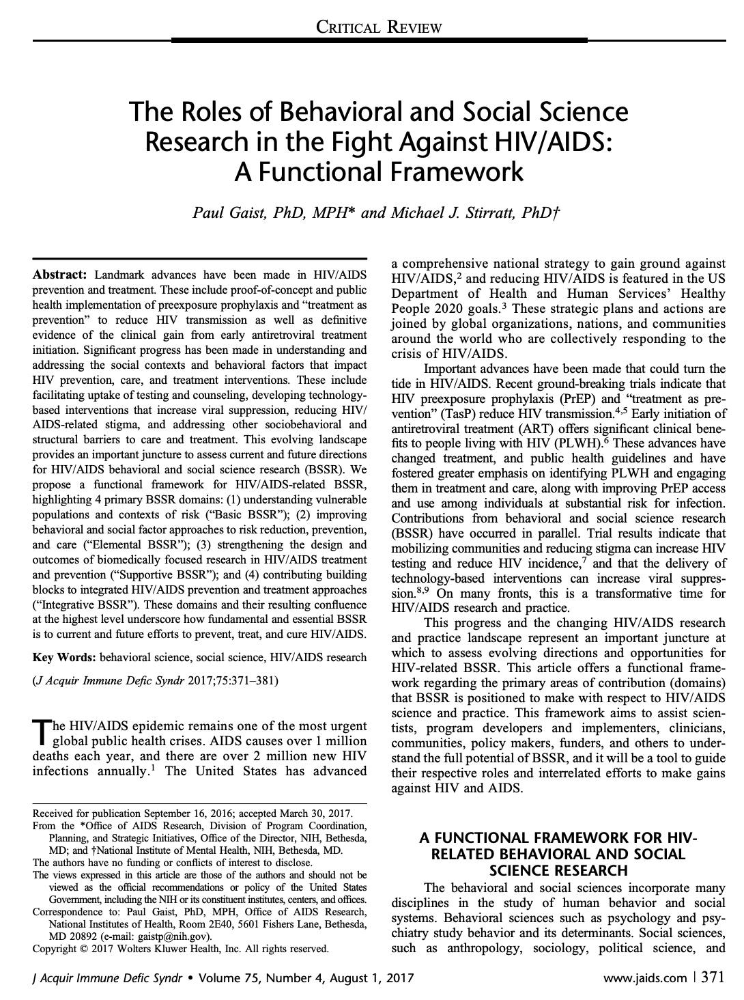 CRITICAL REVIEW
The Roles of Behavioral and Social Science
Research in the Fight Against HIV/AIDS:
A Functional Framework
Paul Gaist, PhD, MPH* and Michael J. Stirratt, PhD†
Abstract: Landmark advances have been made in HIV/AIDS
prevention and treatment. These include proof-of-concept and public
health implementation of preexposure prophylaxis and “treatment as
prevention” to reduce HIV transmission as well as definitive
evidence of the clinical gain from early antiretroviral treatment
initiation. Significant progress has been made in understanding and
addressing the social contexts and behavioral factors that impact
HIV prevention, care, and treatment interventions. These include
facilitating uptake of testing and counseling, developing technology-
based interventions that increase viral suppression, reducing HIV/
AIDS-related stigma, and addressing other sociobehavioral and
structural barriers to care and treatment. This evolving landscape
provides an important juncture to assess current and future directions
for HIV/AIDS behavioral and social science research (BSSR). We
propose a functional framework for HIV/AIDS-related BSSR,
highlighting 4 primary BSSR domains: (1) understanding vulnerable
populations and contexts of risk (“Basic BSSR”); (2) improving
behavioral and social factor approaches to risk reduction, prevention,
and care (“Elemental BSSR”); (3) strengthening the design and
outcomes of biomedically focused research in HIV/AIDS treatment
and prevention (“Supportive BSSR”); and (4) contributing building
blocks to integrated HIV/AIDS prevention and treatment approaches
(“Integrative BSSR”). These domains and their resulting confluence
at the highest level underscore how fundamental and essential BSSR
is to current and future efforts to prevent, treat, and cure HIV/AIDS.
Key Words: behavioral science, social science, HIV/AIDS research
(J Acquir Immune Defic Syndr 2017;75:371–381)
The HIV/AIDS epidemic remains one of the most urgent
global public health crises. AIDS causes over 1 million
deaths each year, and there are over 2 million new HIV
infections annually.1 The United States has advanced
Received for publication September 16, 2016; accepted March 30, 2017.
From the *Office of AIDS Research, Division of Program Coordination,
Planning, and Strategic Initiatives, Office of the Director, NIH, Bethesda,
MD; and †National Institute of Mental Health, NIH, Bethesda, MD.
The authors have no funding or conflicts of interest to disclose.
The views expressed in this article are those of the authors and should not be
viewed as the official recommendations or policy of the United States
Government, including the NIH or its constituent institutes, centers, and offices.
Correspondence to: Paul Gaist, PhD, MPH, Office of AIDS Research,
National Institutes of Health, Room 2E40, 5601 Fishers Lane, Bethesda,
MD 20892 (e-mail: gaistp@nih.gov).
Copyright © 2017 Wolters Kluwer Health, Inc. All rights reserved.
a comprehensive national strategy to gain ground against
HIV/AIDS,2 and reducing HIV/AIDS is featured in the US
Department of Health and Human Services’ Healthy
People 2020 goals.3 These strategic plans and actions are
joined by global organizations, nations, and communities
around the world who are collectively responding to the
crisis of HIV/AIDS.
Important advances have been made that could turn the
tide in HIV/AIDS. Recent ground-breaking trials indicate that
HIV preexposure prophylaxis (PrEP) and “treatment as pre-
vention” (TasP) reduce HIV transmission.4,5 Early initiation of
antiretroviral treatment (ART) offers significant clinical bene-
fits to people living with HIV (PLWH).6 These advances have
changed treatment, and public health guidelines and have
fostered greater emphasis on identifying PLWH and engaging
them in treatment and care, along with improving PrEP access
and use among individuals at substantial risk for infection.
Contributions from behavioral and social science research
(BSSR) have occurred in parallel. Trial results indicate that
mobilizing communities and reducing stigma can increase HIV
testing and reduce HIV incidence,7 and that the delivery of
technology-based interventions can increase viral suppres-
sion.8,9 On many fronts, this is a transformative time for
HIV/AIDS research and practice.
This progress and the changing HIV/AIDS research
and practice landscape represent an important juncture at
which to assess evolving directions and opportunities for
HIV-related BSSR. This article offers a functional frame-
work regarding the primary areas of contribution (domains)
that BSSR is positioned to make with respect to HIV/AIDS
science and practice. This framework aims to assist scien-
tists, program developers and implementers, clinicians,
communities, policy makers, funders, and others to under-
stand the full potential of BSSR, and it will be a tool to guide
their respective roles and interrelated efforts to make gains
against HIV and AIDS.
A FUNCTIONAL FRAMEWORK FOR HIV-
RELATED BEHAVIORAL AND SOCIAL
SCIENCE RESEARCH
The behavioral and social sciences incorporate many
disciplines in the study of human behavior and social
systems. Behavioral sciences such as psychology and psy-
chiatry study behavior and its determinants. Social sciences,
such as anthropology, sociology, political science, and
J Acquir Immune Defic Syndr • Volume 75, Number 4, August 1, 2017
www.jaids.com | 371